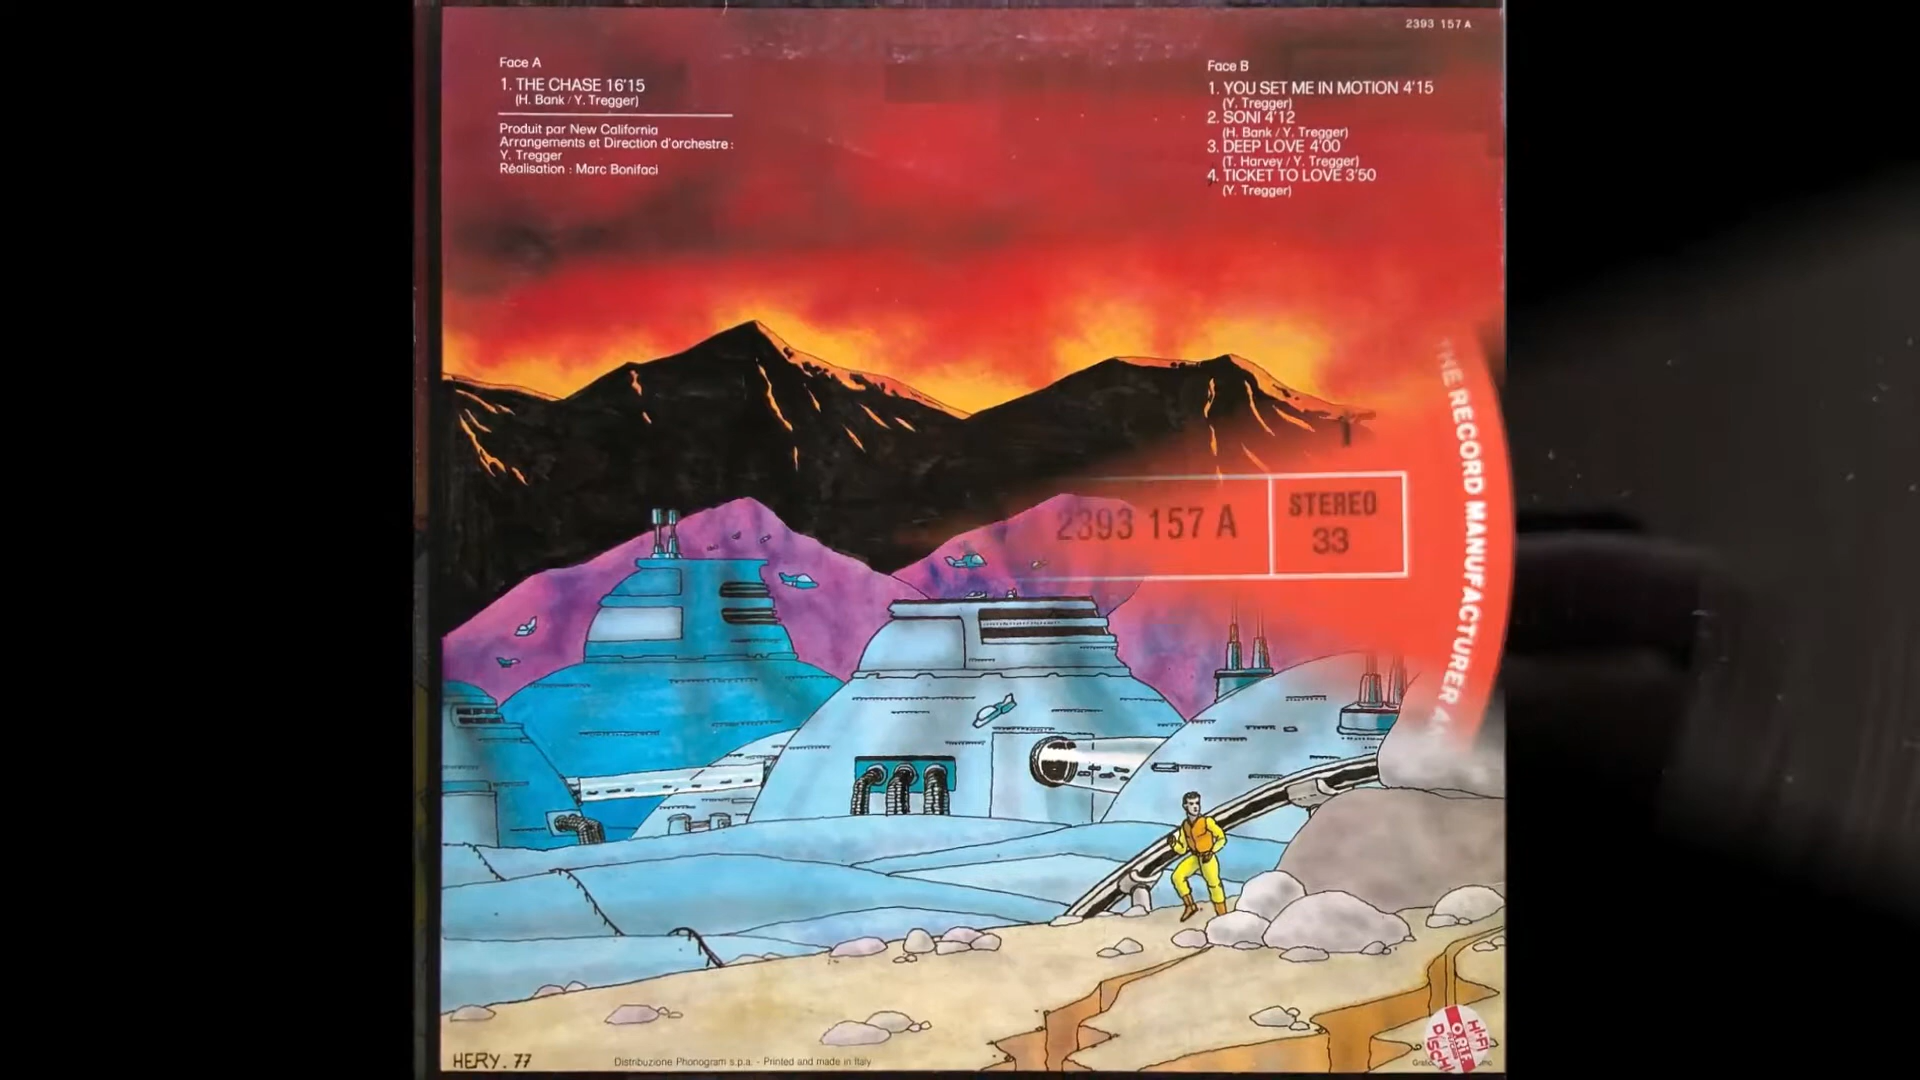 2393 157 A
Face A
1. THE CHASE 16'15
(H. Bank / Y. Tregger)
Produit par New California
Arrangements et Direction d'orchestre :
Y. Tregger
Réalisation : Marc Bonifaci
Face B
1. YOU SET ME IN MOTION 4'15
(Y. Tregger)
2. SONI 4'12
(H. Bank / Y. Tregger)
3. DEEP LOVE 4'00
(T. Harvey / Y. Tregger)
4. TICKET TO LOVE 3'50
(Y. Tregger)
THE RECORD MANUFACTURER
2393 157 A
STEREO
33
HERY. 77
Distribuzione Phonogram s.p.a. - Printed and made in Italy
HI-FI
DISCHI